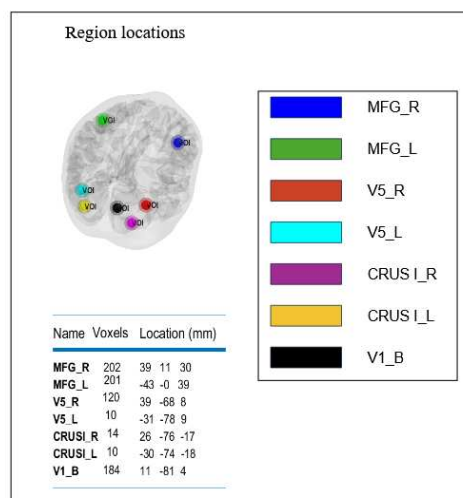 Region locations
VOI
VOI
VOI
VOI
VOI
VOI
VOI
MFG_R
MFG_L
V5_R
V5_L
CRUS I_R
CRUS I_L
V1_B
Name Voxels Location (mm)
MFG_R 202 39 11 30
MFG_L 201 -43 -0 39
V5_R 120 39 -68 8
V5_L 10 -31 -78 9
CRUSI_R 14 26 -76 -17
CRUSI_L 10 -30 -74 -18
V1_B 184 11 -81 4